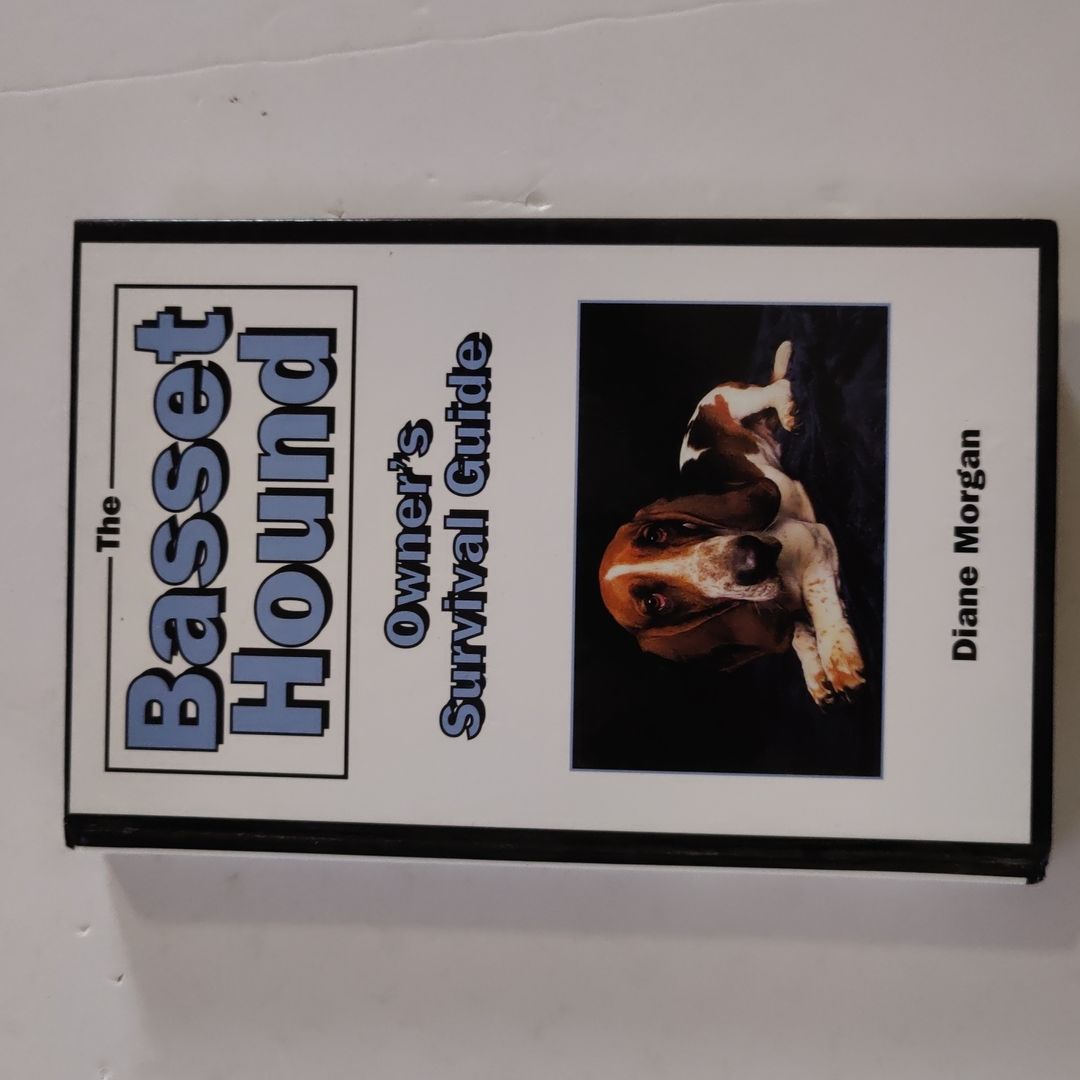 The
Basset
Hound
Owner's
Survival Guide
Diane Morgan